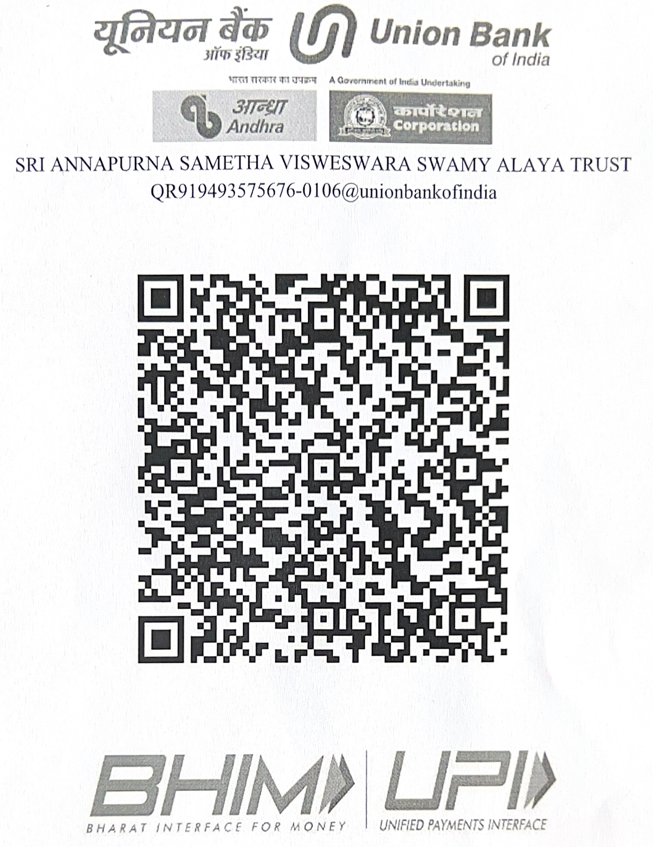 यूनियन बैंक
ऑफ इंडिया
Union Bank
of India
भारत सरकार का उपक्रम A Government of India Undertaking
आन्ध्रा
Andhra
कार्पोरेशन
Corporation
SRI ANNAPURNA SAMETHA VISWESWARA SWAMY ALAYA TRUST
QR919493575676-0106@unionbankofindia
BHIM UPI
BHARAT INTERFACE FOR MONEY UNIFIED PAYMENTS INTERFACE